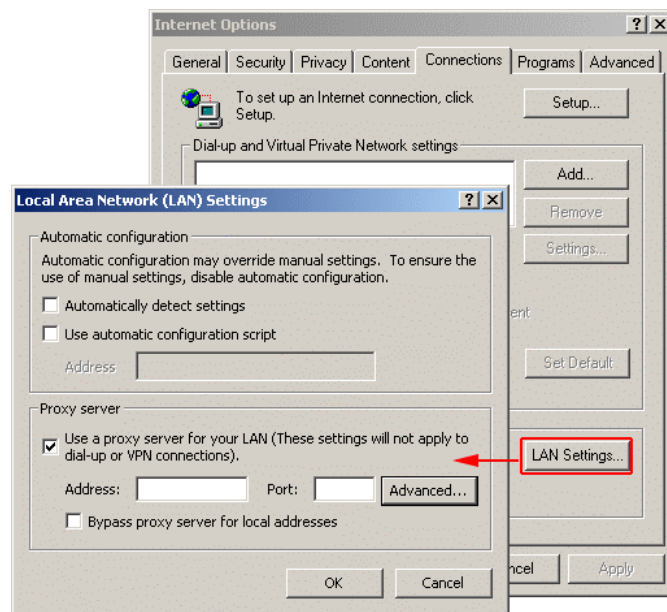 Internet Options
General Security Privacy Content Connections Programs Advanced
To set up an Internet connection, click
Setup.
Setup...
Dial-up and Virtual Private Network settings
Add...
Remove
Settings...
Set Default
LAN Settings...
Apply
Local Area Network (LAN) Settings
Automatic configuration
Automatic configuration may override manual settings. To ensure the
use of manual settings, disable automatic configuration.
Automatically detect settings
Use automatic configuration script
Address
Proxy server
Use a proxy server for your LAN (These settings will not apply to
dial-up or VPN connections).
Address: Port: Advanced...
Bypass proxy server for local addresses
OK Cancel